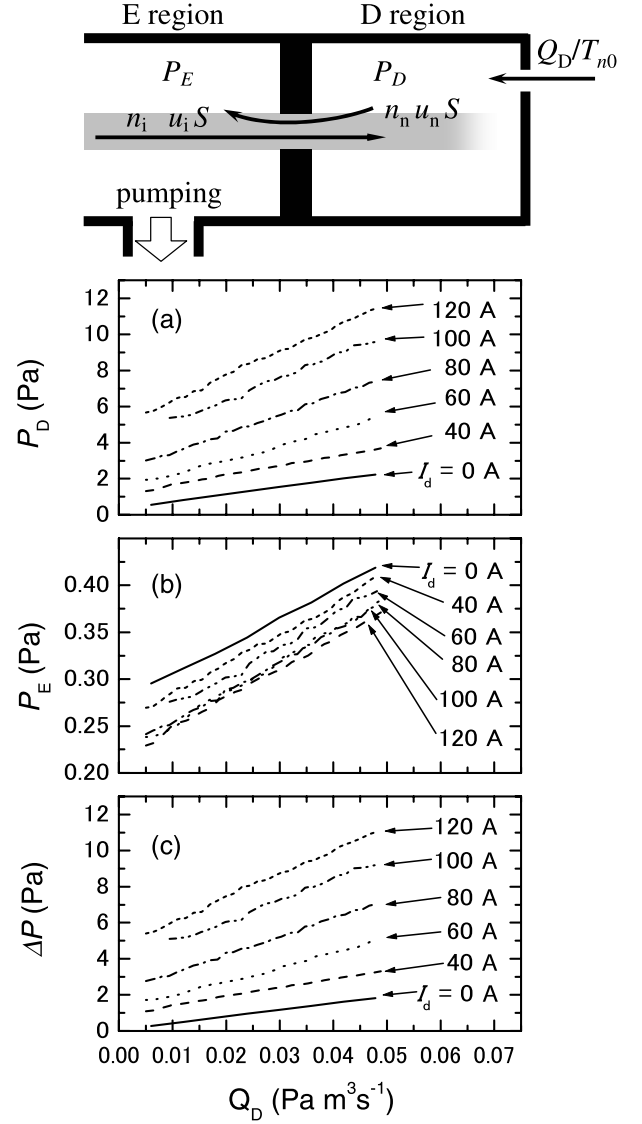 E region D region
P_E P_D Q_D/T_n0
n_i u_i S n_n u_n S
pumping
(a)
P_D (Pa)
12
10
8
6
4
2
0
120 A
100 A
80 A
60 A
40 A
I_d = 0 A
(b)
P_E (Pa)
0.40
0.35
0.30
0.25
0.20
I_d = 0 A
40 A
60 A
80 A
100 A
120 A
(c)
ΔP (Pa)
12
10
8
6
4
2
0
120 A
100 A
80 A
60 A
40 A
I_d = 0 A
0.00 0.01 0.02 0.03 0.04 0.05 0.06 0.07
Q_D (Pa m³s⁻¹)